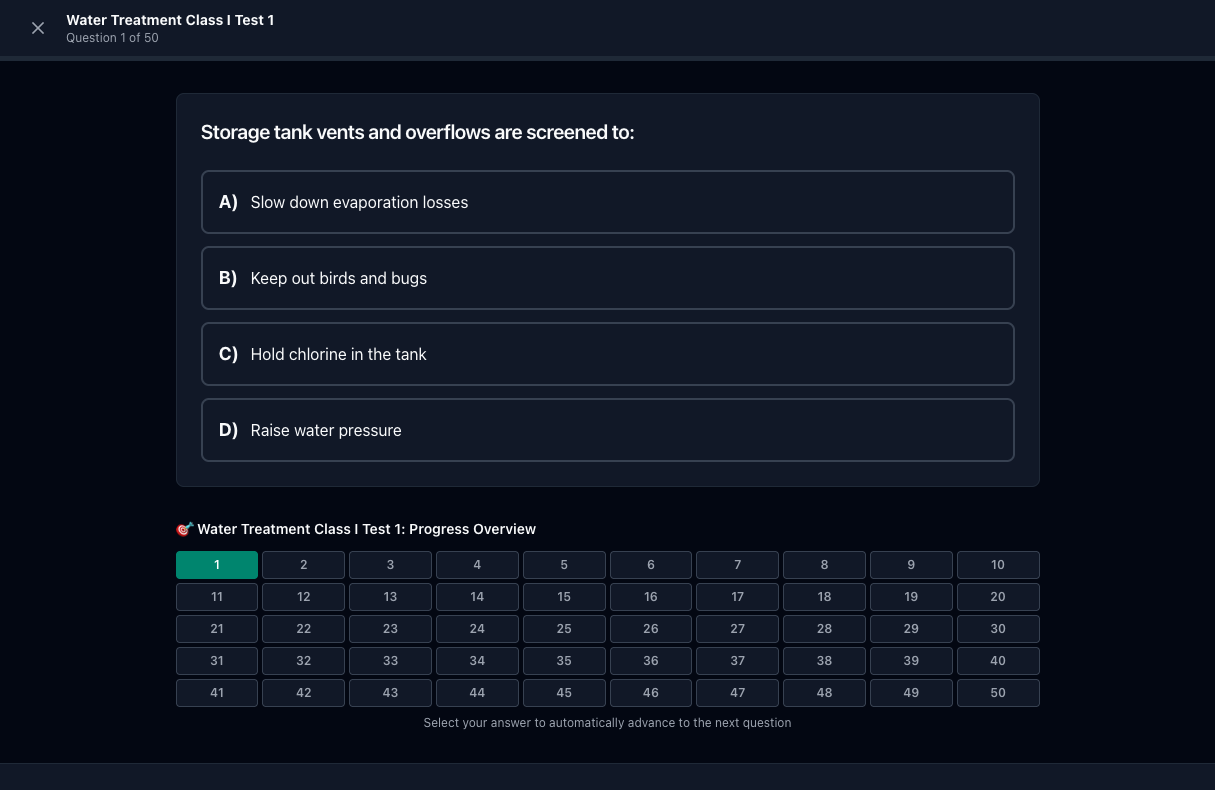 Water Treatment Class I Test 1
Question 1 of 50
Storage tank vents and overflows are screened to:
A) Slow down evaporation losses
B) Keep out birds and bugs
C) Hold chlorine in the tank
D) Raise water pressure
🎯 Water Treatment Class I Test 1: Progress Overview
1 2 3 4 5 6 7 8 9 10
11 12 13 14 15 16 17 18 19 20
21 22 23 24 25 26 27 28 29 30
31 32 33 34 35 36 37 38 39 40
41 42 43 44 45 46 47 48 49 50
Select your answer to automatically advance to the next question